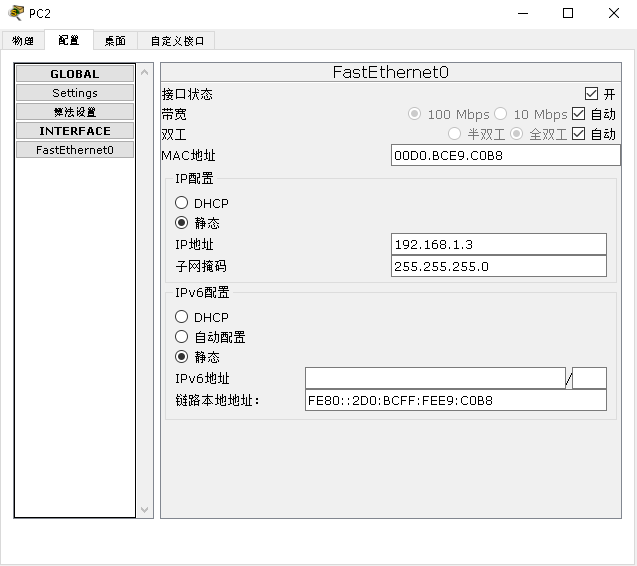 PC2
物理 配置 桌面 自定义接口
GLOBAL
Settings
算法设置
INTERFACE
FastEthernet0
FastEthernet0
接口状态 开
带宽 100 Mbps 10 Mbps 自动
双工 半双工 全双工 自动
MAC地址 00D0.BCE9.C0B8
IP配置
DHCP
静态
IP地址 192.168.1.3
子网掩码 255.255.255.0
IPv6配置
DHCP
自动配置
静态
IPv6地址 /
链路本地地址: FE80::2D0:BCFF:FEE9:C0B8